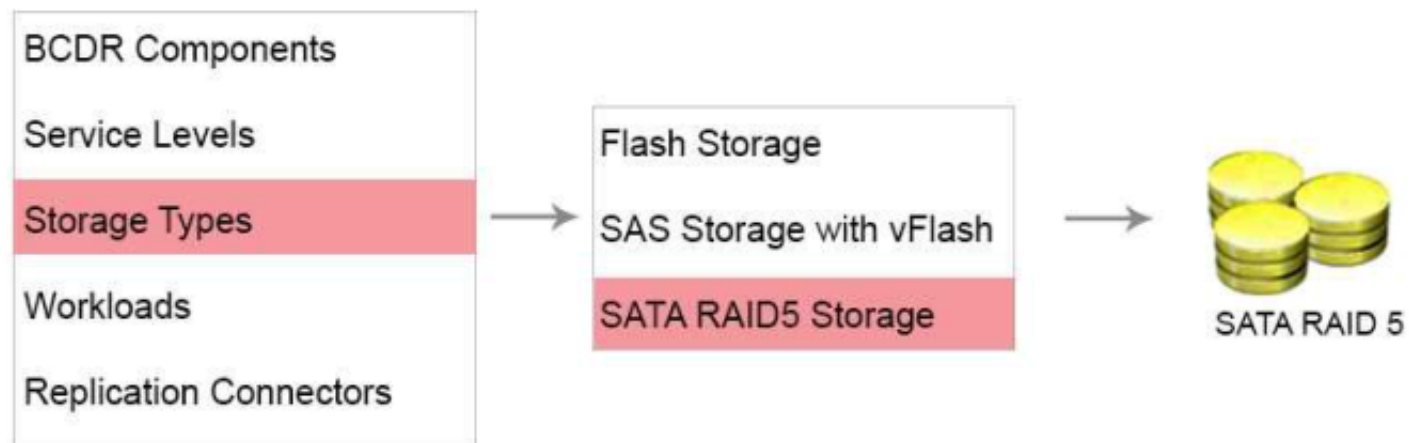 BCDR Components
Service Levels
Storage Types
Workloads
Replication Connectors
Flash Storage
SAS Storage with vFlash
SATA RAID5 Storage
SATA RAID 5